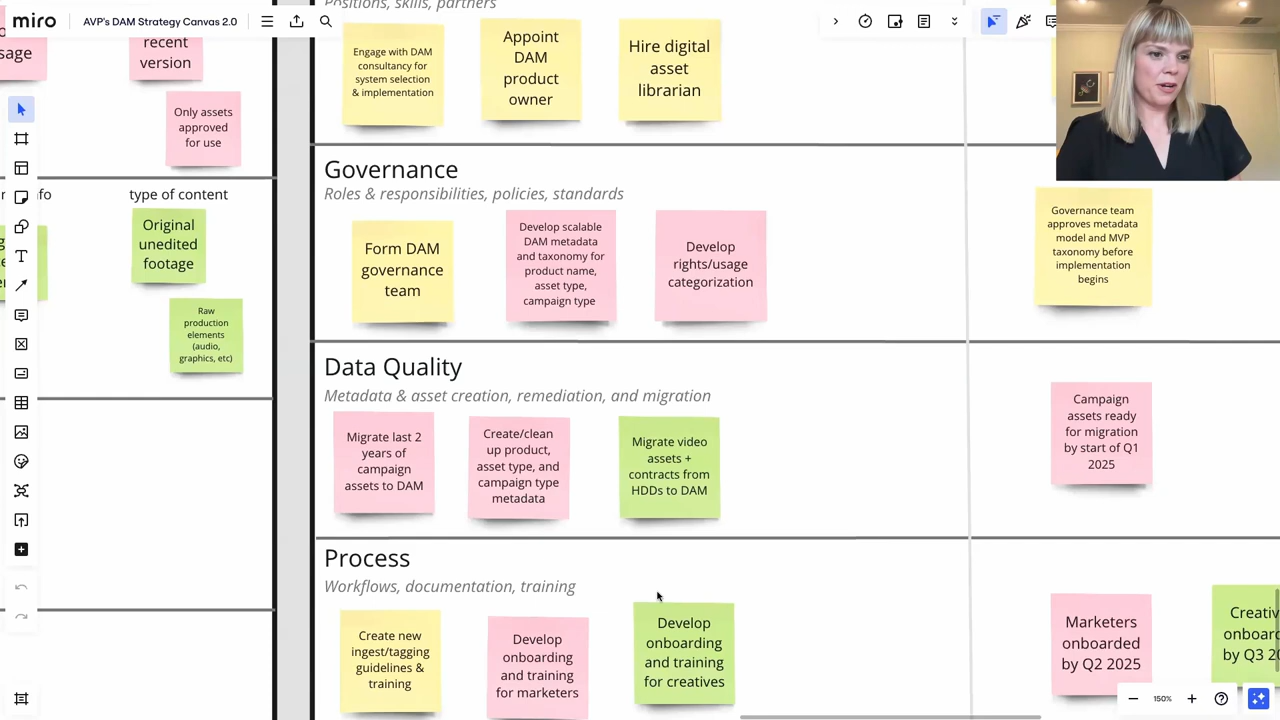 miro
AVP's DAM Strategy Canvas 2.0
Positions, skills, partners
sage
recent
version
Only assets
approved
for use
type of content
Original
unedited
footage
Raw
production
elements
(audio,
graphics, etc)
Engage with DAM
consultancy for
system selection
& implementation
Appoint
DAM
product
owner
Hire digital
asset
librarian
Governance
Roles & responsibilities, policies, standards
Form DAM
governance
team
Develop scalable
DAM metadata
and taxonomy for
product name,
asset type,
campaign type
Develop
rights/usage
categorization
Governance team
approves metadata
model and MVP
taxonomy before
implementation
begins
Data Quality
Metadata & asset creation, remediation, and migration
Migrate last 2
years of
campaign
assets to DAM
Create/clean
up product,
asset type, and
campaign type
metadata
Migrate video
assets +
contracts from
HDDs to DAM
Campaign
assets ready
for migration
by start of Q1
2025
Process
Workflows, documentation, training
Create new
ingest/tagging
guidelines &
training
Develop
onboarding
and training
for marketers
Develop
onboarding
and training
for creatives
Marketers
onboarded
by Q2 2025
Creativ
onboard
by Q3 20
150%